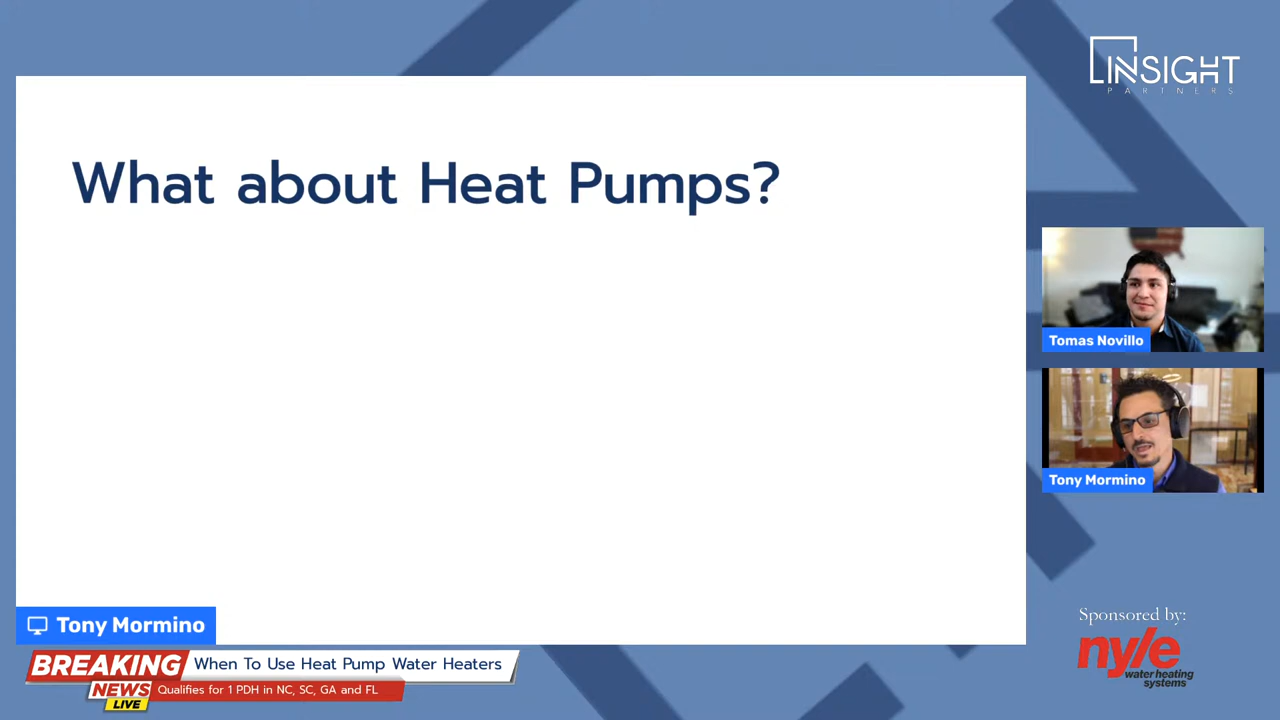 INSIGHT
PARTNERS
What about Heat Pumps?
Tomas Novillo
Tony Mormino
Tony Mormino
Sponsored by:
nyle
water heating
systems
BREAKING
NEWS
LIVE
When To Use Heat Pump Water Heaters
Qualifies for 1 PDH in NC, SC, GA and FL